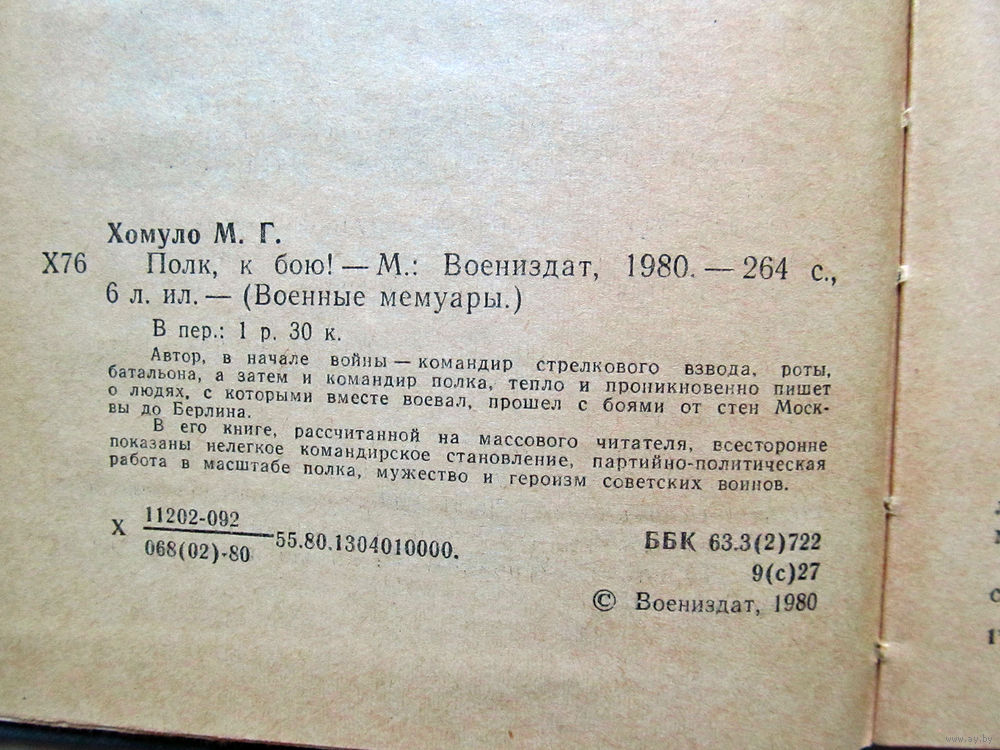 Хомуло М. Г.
Х76 Полк, к бою! — М.: Воениздат, 1980. — 264 с.,
6 л. ил. — (Военные мемуары.)
В пер.: 1 р. 30 к.
Автор, в начале войны — командир стрелкового взвода, роты,
батальона, а затем и командир полка, тепло и проникновенно пишет
о людях, с которыми вместе воевал, прошел с боями от стен Моск-
вы до Берлина.
В его книге, рассчитанной на массового читателя, всесторонне
показаны нелегкое командирское становление, партийно-политическая
работа в масштабе полка, мужество и героизм советских воинов.
Х 11202-092
068(02)-80 —55.80.1304010000.
ББК 63.3(2)722
9(с)27
© Воениздат, 1980
www.ay.by